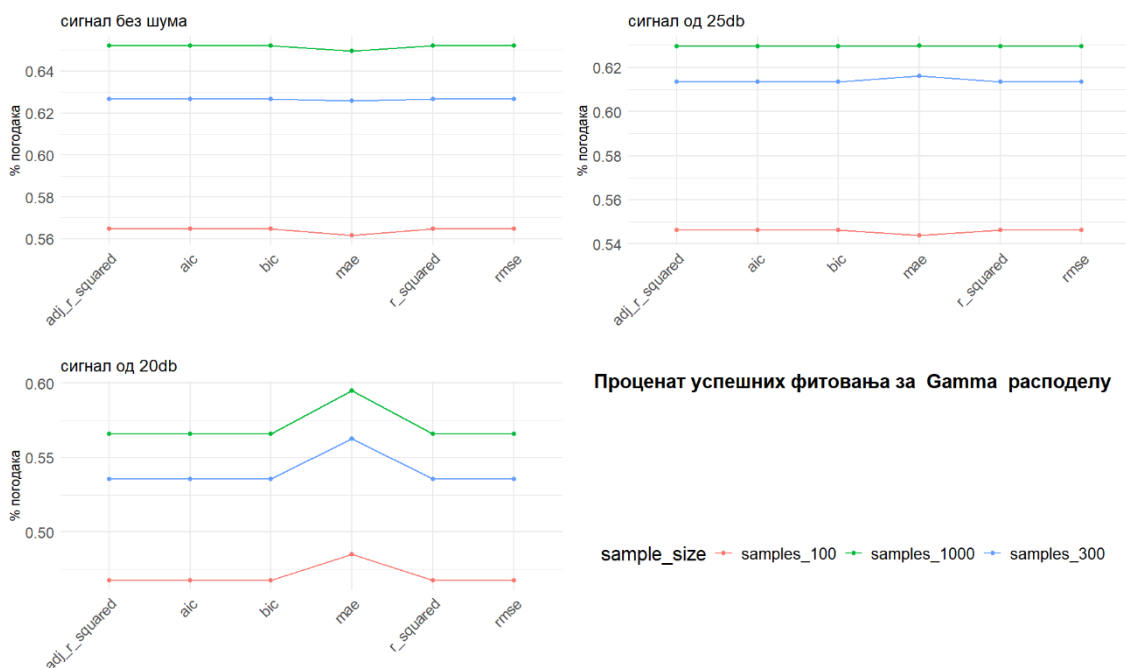 сигнал без шума
% погодака
0.64
0.62
0.60
0.58
0.56
adj_r_squared
aic
bic
mae
r_squared
rmse
сигнал од 25db
% погодака
0.62
0.60
0.58
0.56
0.54
adj_r_squared
aic
bic
mae
r_squared
rmse
сигнал од 20db
% погодака
0.60
0.55
0.50
adj_r_squared
aic
bic
mae
r_squared
rmse
Проценат успешних фитовања за Gamma расподелу
sample_size samples_100 samples_1000 samples_300